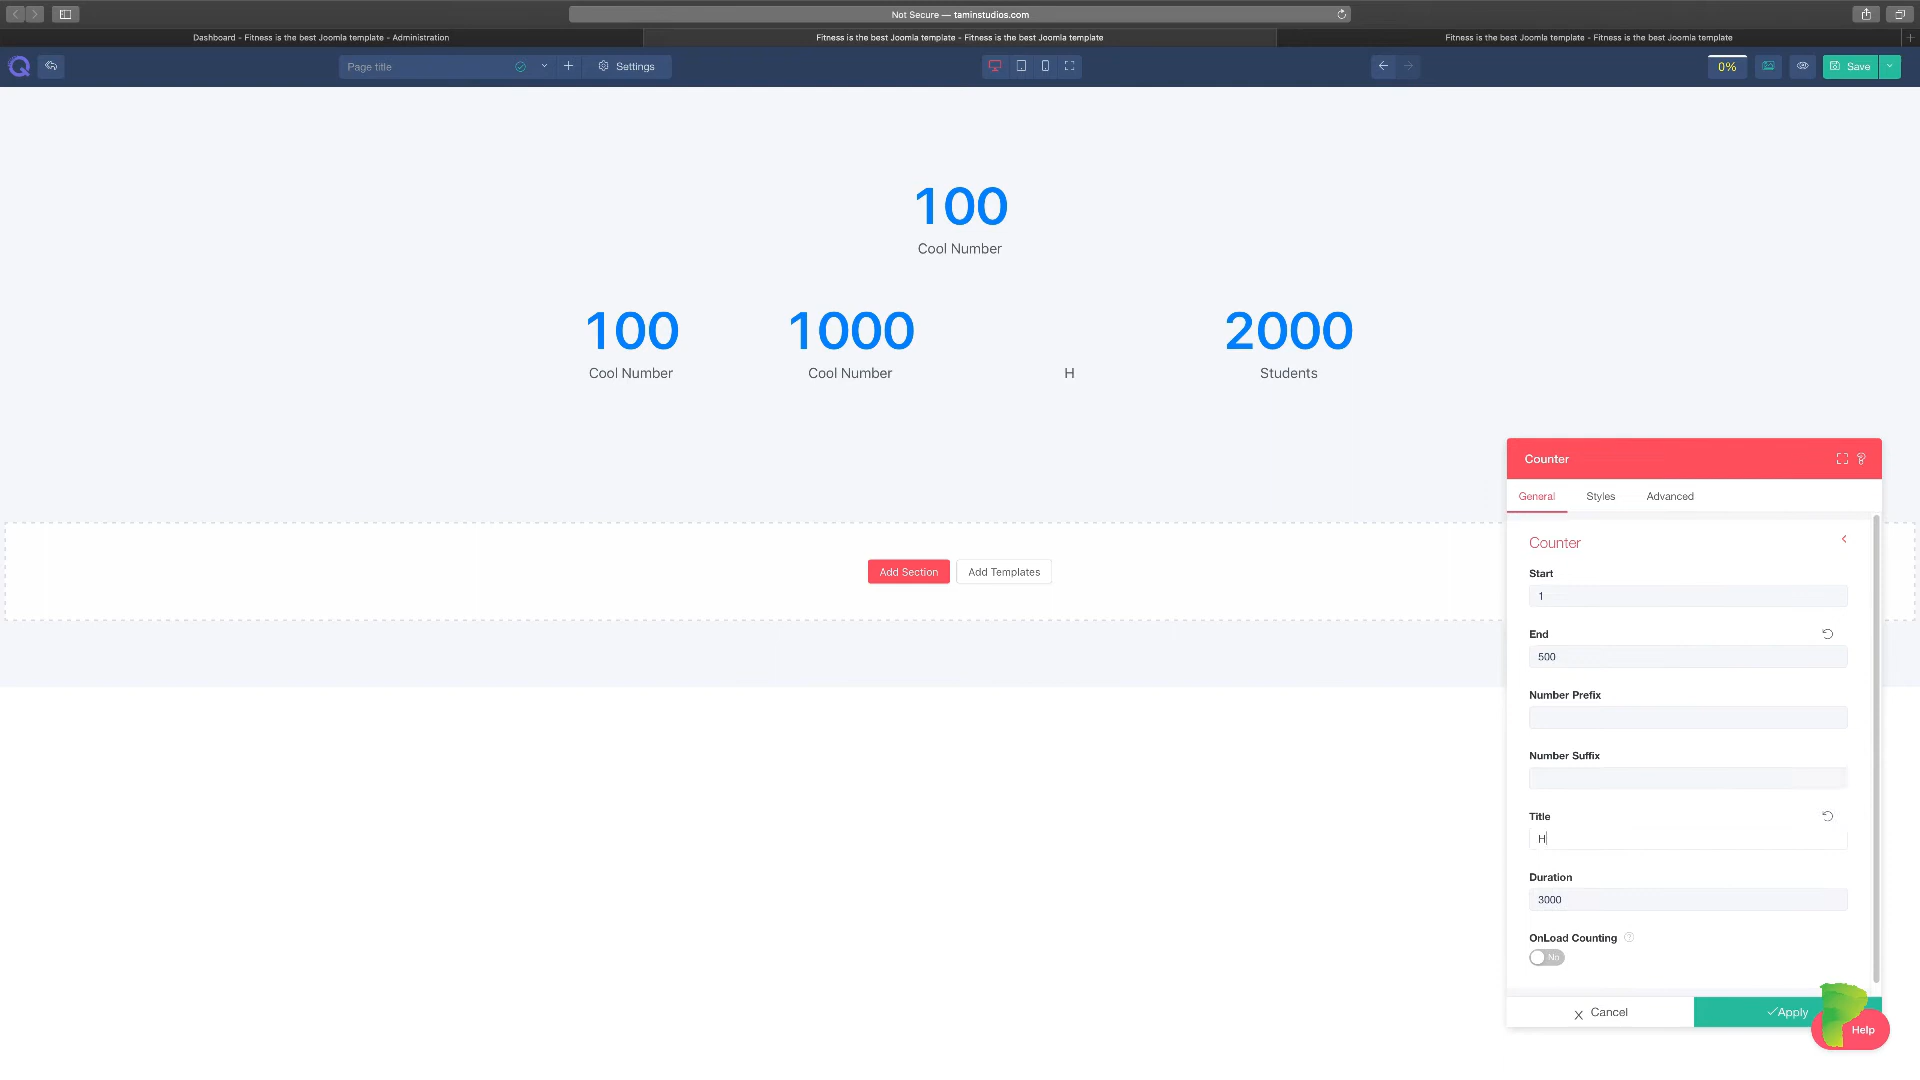 Not Secure — taminstudios.com
Dashboard - Fitness is the best Joomla template - Administration
Fitness is the best Joomla template - Fitness is the best Joomla template
Fitness is the best Joomla template - Fitness is the best Joomla template
Page title
Settings
0%
Save
100
Cool Number
100
1000
2000
Cool Number
Cool Number
H
Students
Counter
General
Styles
Advanced
Counter
Start
1
Add Section
Add Templates
End
500
Number Prefix
Number Suffix
Title
H
Duration
3000
OnLoad Counting
No
Cancel
Apply
Help